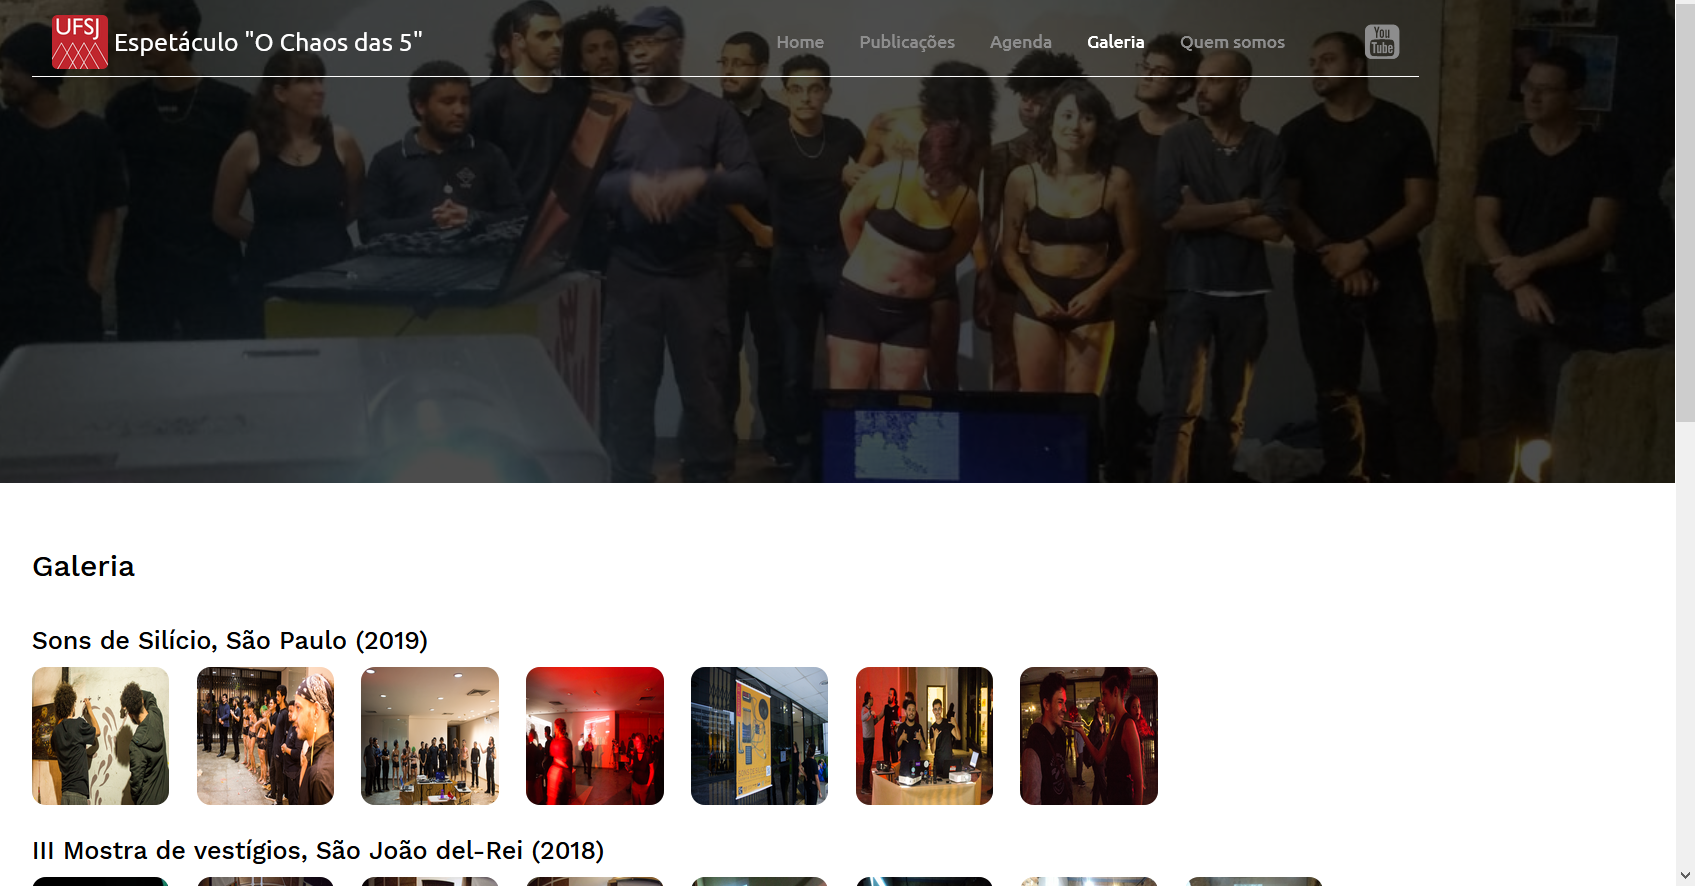 UFSJ
Espetáculo "O Chaos das 5"
Home
Publicações
Agenda
Galeria
Quem somos
You
Tube
Galeria
Sons de Silício, São Paulo (2019)
III Mostra de vestígios, São João del-Rei (2018)